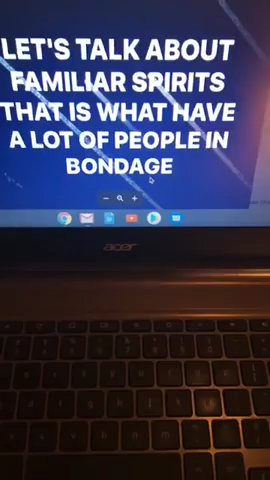 LET'S TALK ABOUT
FAMILIAR SPIRITS
THAT IS WHAT HAVE
A LOT OF PEOPLE IN
BONDAGE
acer